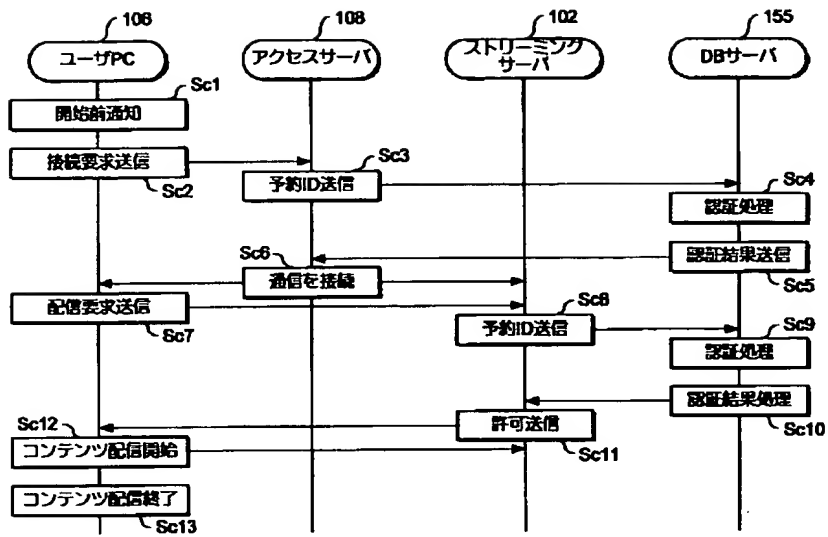 106
108
102
155
ユーザPC
アクセスサーバ
ストリーミング
サーバ
DBサーバ
Sc1
開始前通知
接続要求送信
Sc2
Sc3
予約ID送信
Sc4
認証処理
認証結果送信
Sc5
Sc6
通信を接続
配信要求送信
Sc7
Sc8
予約ID送信
Sc9
認証処理
認証結果処理
Sc10
許可送信
Sc11
Sc12
コンテンツ配信開始
コンテンツ配信終了
Sc13